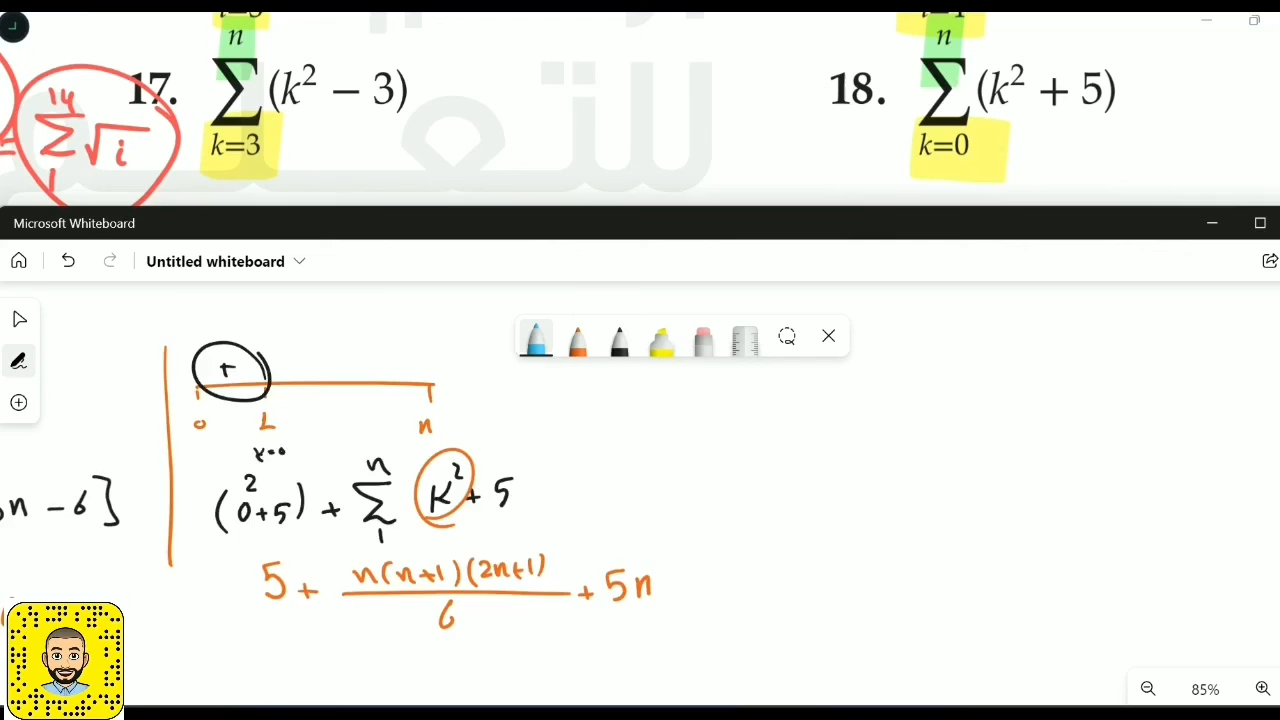 n n
17. ∑ (k² − 3) 18. ∑ (k² + 5)
k=3 k=0
14
∑ √i
1
Microsoft Whiteboard
Untitled whiteboard
+
0 1 n
n − 6]
(0² + 5) + ∑ K² + 5
n
1
5 + n(n+1)(2n+1) + 5n
6
85%